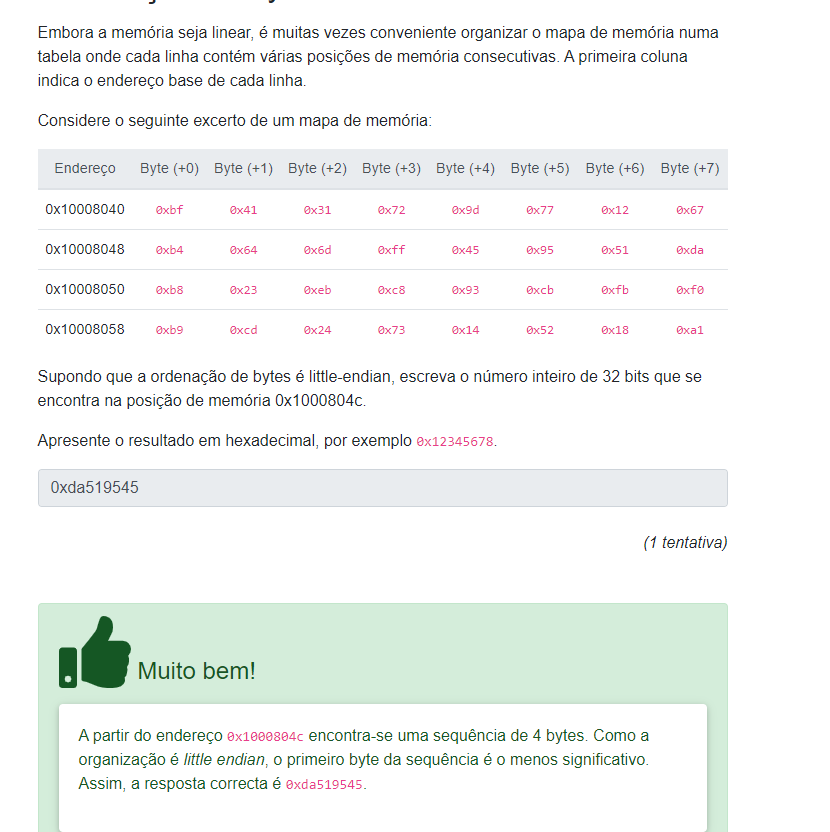 Embora a memória seja linear, é muitas vezes conveniente organizar o mapa de memória numa
tabela onde cada linha contém várias posições de memória consecutivas. A primeira coluna
indica o endereço base de cada linha.
Considere o seguinte excerto de um mapa de memória:
Endereço Byte (+0) Byte (+1) Byte (+2) Byte (+3) Byte (+4) Byte (+5) Byte (+6) Byte (+7)
0x10008040 0xbf 0x41 0x31 0x72 0x9d 0x77 0x12 0x67
0x10008048 0xb4 0x64 0x6d 0xff 0x45 0x95 0x51 0xda
0x10008050 0xb8 0x23 0xeb 0xc8 0x93 0xcb 0xfb 0xf0
0x10008058 0xb9 0xcd 0x24 0x73 0x14 0x52 0x18 0xa1
Supondo que a ordenação de bytes é little-endian, escreva o número inteiro de 32 bits que se
encontra na posição de memória 0x1000804c.
Apresente o resultado em hexadecimal, por exemplo 0x12345678.
0xda519545
(1 tentativa)
Muito bem!
A partir do endereço 0x1000804c encontra-se uma sequência de 4 bytes. Como a
organização é little endian, o primeiro byte da sequência é o menos significativo.
Assim, a resposta correcta é 0xda519545.